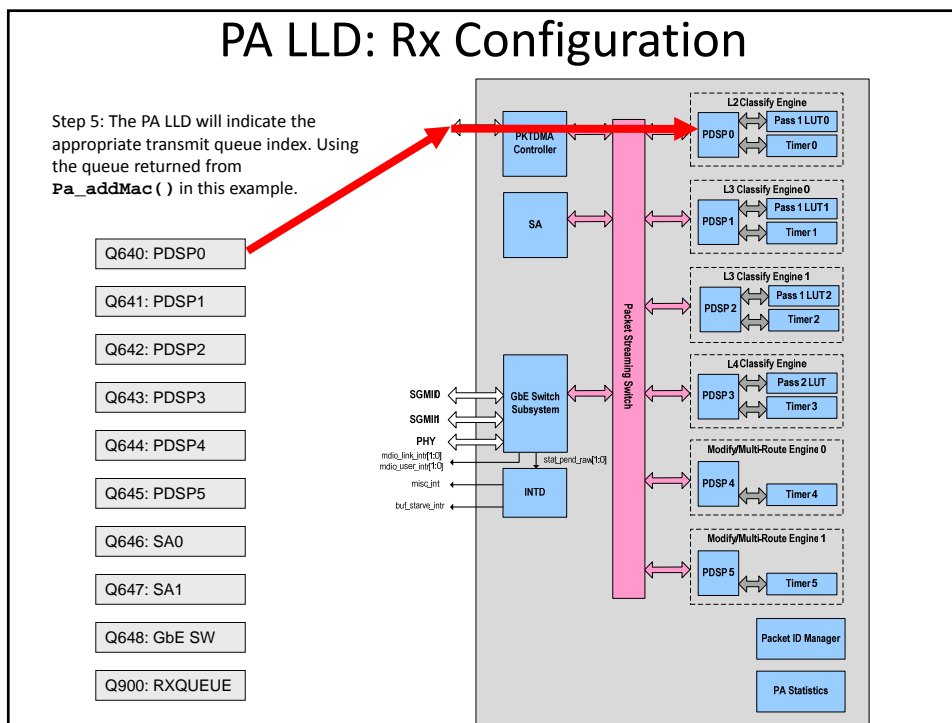 PA LLD: Rx Configuration
Step 5: The PA LLD will indicate the
appropriate transmit queue index. Using
the queue returned from
Pa_addMac() in this example.
Q640: PDSP0
Q641: PDSP1
Q642: PDSP2
Q643: PDSP3
Q644: PDSP4
Q645: PDSP5
Q646: SA0
Q647: SA1
Q648: GbE SW
Q900: RXQUEUE
PKTDMA
Controller
SA
GbE Switch
Subsystem
SGMII0
SGMII1
PHY
mdio_link_intr[1:0]
mdio_user_intr[1:0]
stat_pend_raw[1:0]
misc_int
buf_starve_intr
INTD
Packet Streaming Switch
L2 Classify Engine
PDSP 0
Pass 1 LUT 0
Timer 0
L3 Classify Engine 0
PDSP 1
Pass 1 LUT 1
Timer 1
L3 Classify Engine 1
PDSP 2
Pass 1 LUT 2
Timer 2
L4 Classify Engine
PDSP 3
Pass 2 LUT
Timer 3
Modify/Multi-Route Engine 0
PDSP 4
Timer 4
Modify/Multi-Route Engine 1
PDSP 5
Timer 5
Packet ID Manager
PA Statistics